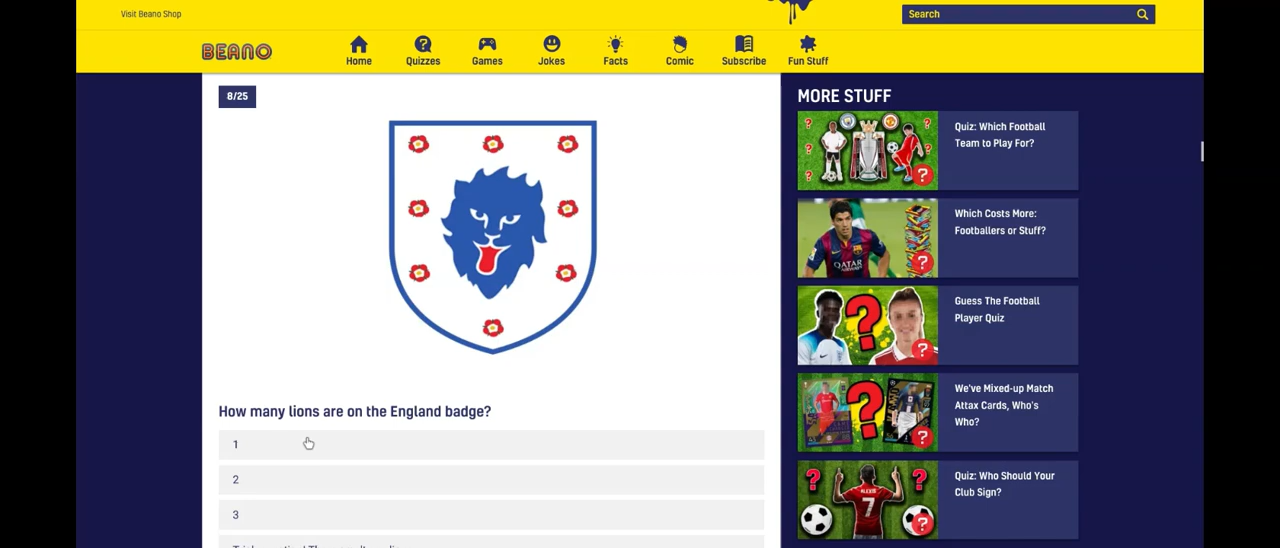 Visit Beano Shop
Search
BEANO
Home
Quizzes
Games
Jokes
Facts
Comic
Subscribe
Fun Stuff
8/25
How many lions are on the England badge?
1
2
3
MORE STUFF
Quiz: Which Football
Team to Play For?
Which Costs More:
Footballers or Stuff?
QATAR
Guess The Football
Player Quiz
We've Mixed-up Match
Attax Cards, Who's
Who?
Quiz: Who Should Your
Club Sign?
ALEXIS
7